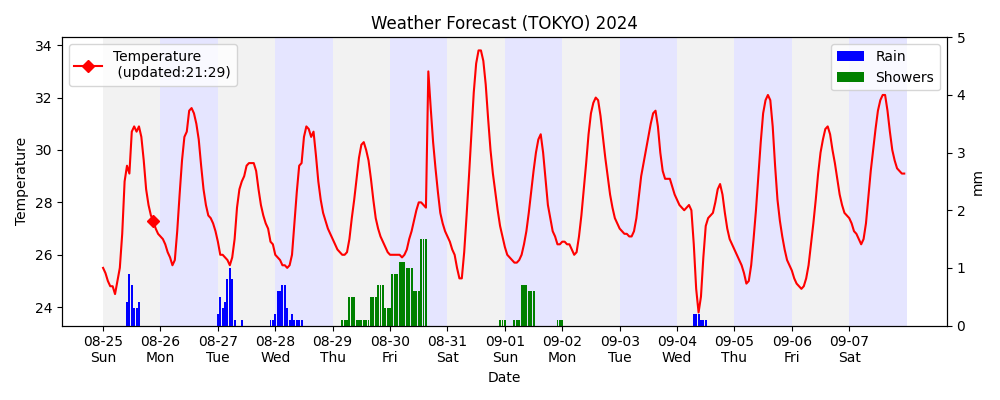 Weather Forecast (TOKYO) 2024
Temperature
(updated:21:29)
Rain
Showers
Temperature
34
32
30
28
26
24
5
4
3
2
1
0
mm
08-25 08-26 08-27 08-28 08-29 08-30 08-31 09-01 09-02 09-03 09-04 09-05 09-06 09-07
Sun Mon Tue Wed Thu Fri Sat Sun Mon Tue Wed Thu Fri Sat
Date